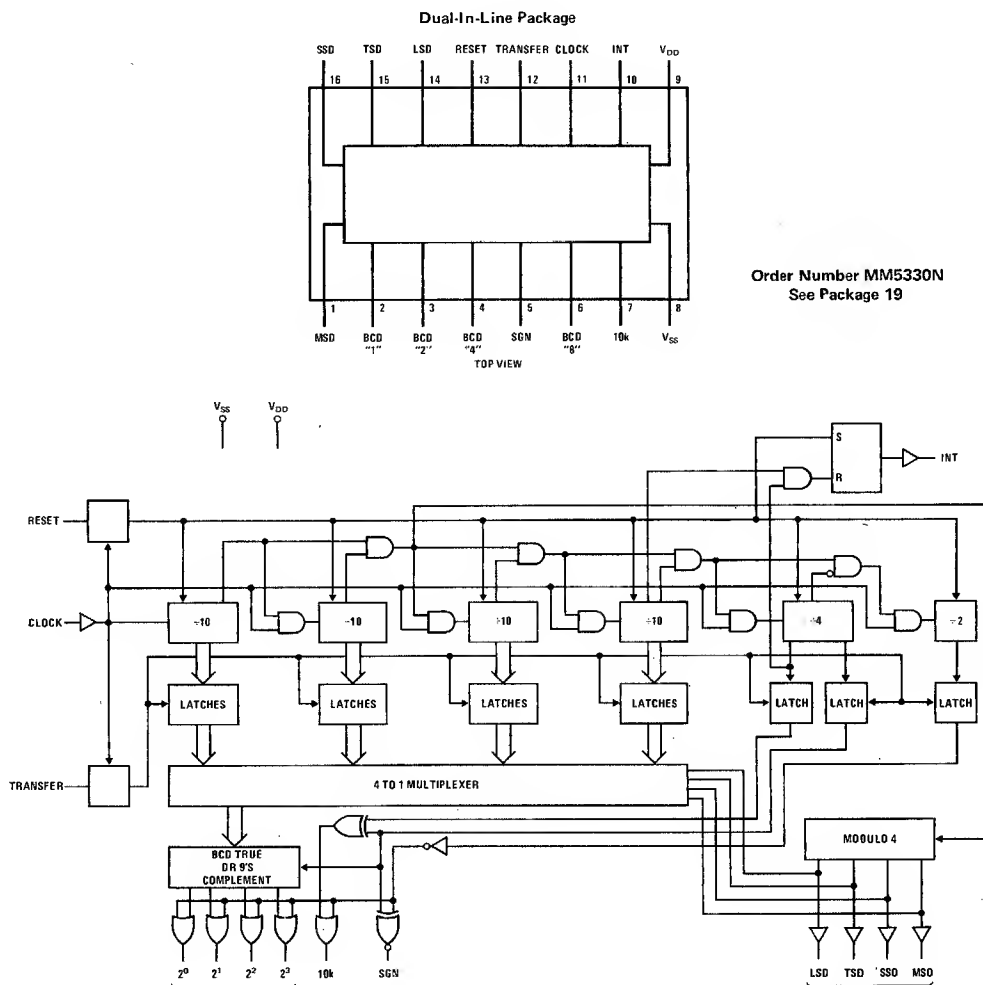 Dual-In-Line Package
SSD TSD LSD RESET TRANSFER CLOCK INT VDD
16 15 14 13 12 11 10 9
1 2 3 4 5 6 7 8
MSD BCD "1" BCD "2" BCD "4" SGN BCD "8" 10k VSS
TOP VIEW
Order Number MM5330N
See Package 19
VSS VDD
S
INT
R
RESET
CLOCK
÷10 ÷10 ÷10 ÷10 ÷4 ÷2
LATCHES LATCHES LATCHES LATCHES LATCH LATCH LATCH
TRANSFER
4 TO 1 MULTIPLEXER
MODULO 4
BCD TRUE
OR 9'S
COMPLEMENT
2⁰ 2¹ 2² 2³ 10k SGN LSD TSD SSD MSD